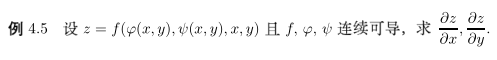 例 4.5 设 z = f(φ(x, y), ψ(x, y), x, y) 且 f, φ, ψ 连续可导，求 ∂z/∂x, ∂z/∂y.